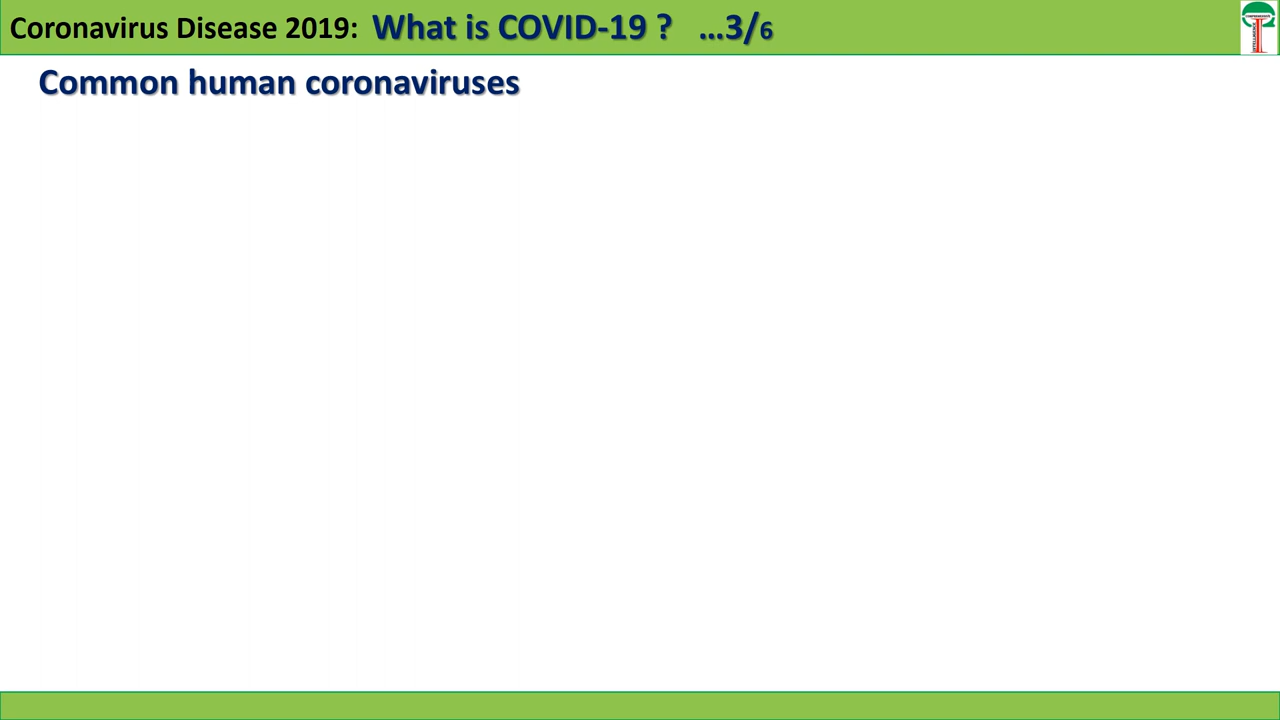 Coronavirus Disease 2019: What is COVID-19 ? ...3/6
Common human coronaviruses